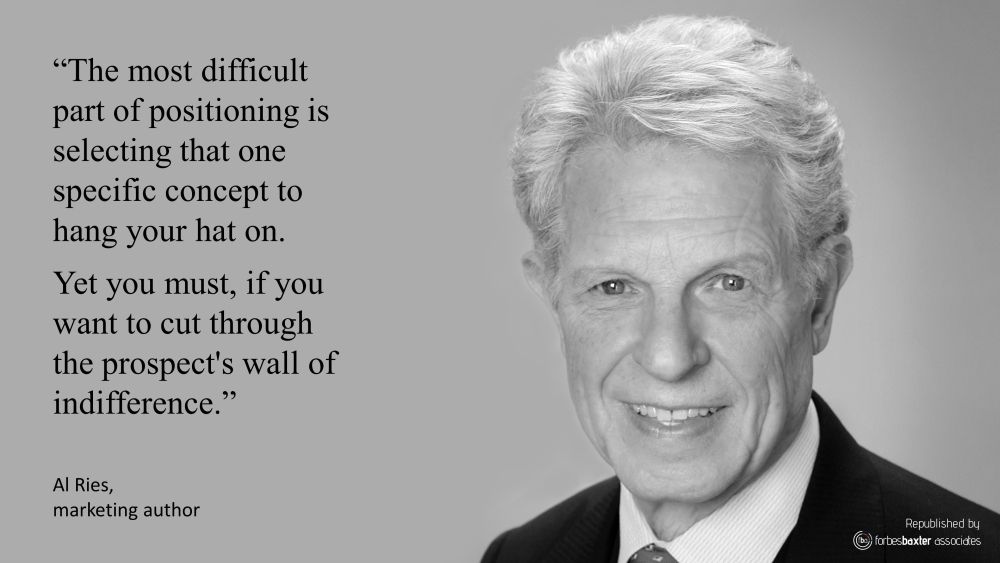 “The most difficult
part of positioning is
selecting that one
specific concept to
hang your hat on.
Yet you must, if you
want to cut through
the prospect's wall of
indifference.”
Al Ries,
marketing author
Republished by
fba forbesbaxter associates